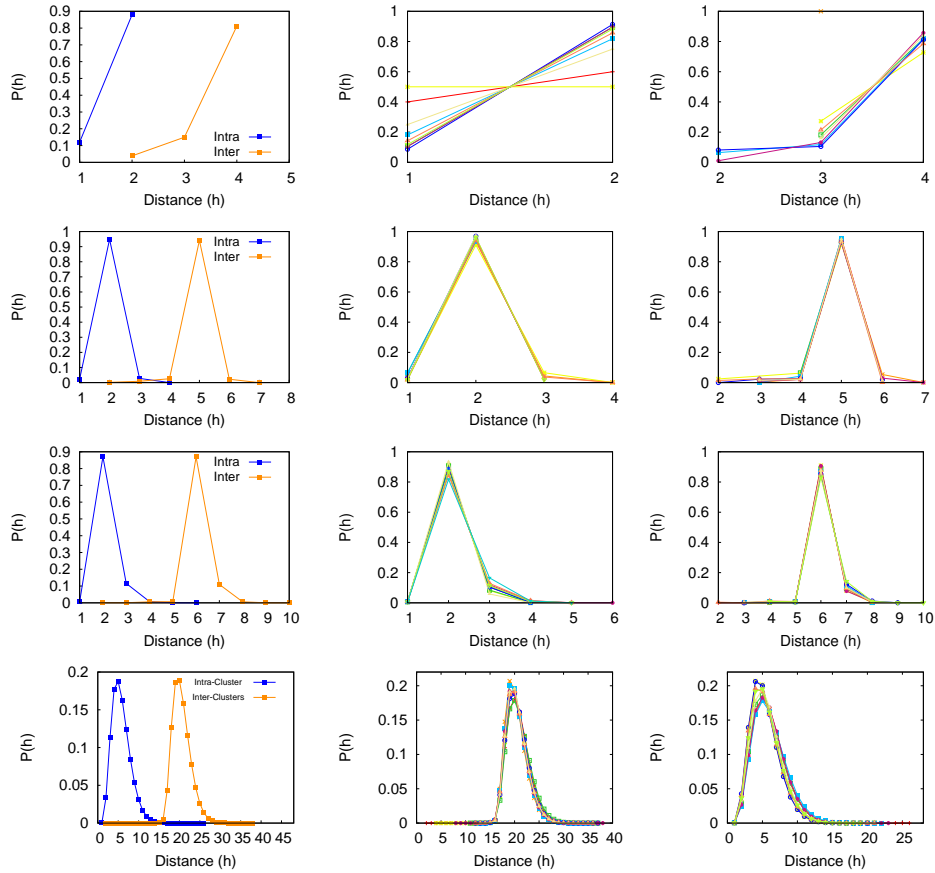 0.9
0.8
0.7
0.6
0.5
0.4
0.3
0.2
0.1
0
P(h)
Intra
Inter
1 2 3 4 5
Distance (h)
1
0.8
0.6
0.4
0.2
0
P(h)
1 2
Distance (h)
1
0.8
0.6
0.4
0.2
0
P(h)
2 3 4
Distance (h)
1
0.9
0.8
0.7
0.6
0.5
0.4
0.3
0.2
0.1
0
P(h)
Intra
Inter
1 2 3 4 5 6 7 8
Distance (h)
1
0.8
0.6
0.4
0.2
0
P(h)
1 2 3 4
Distance (h)
1
0.8
0.6
0.4
0.2
0
P(h)
2 3 4 5 6 7
Distance (h)
0.9
0.8
0.7
0.6
0.5
0.4
0.3
0.2
0.1
0
P(h)
Intra
Inter
1 2 3 4 5 6 7 8 9 10
Distance (h)
1
0.8
0.6
0.4
0.2
0
P(h)
1 2 3 4 5 6
Distance (h)
1
0.8
0.6
0.4
0.2
0
P(h)
2 3 4 5 6 7 8 9 10
Distance (h)
0.2
0.15
0.1
0.05
0
P(h)
Intra-Cluster
Inter-Clusters
0 5 10 15 20 25 30 35 40 45
Distance (h)
0.2
0.15
0.1
0.05
0
P(h)
0 5 10 15 20 25 30 35 40
Distance (h)
0.2
0.15
0.1
0.05
0
P(h)
0 5 10 15 20 25
Distance (h)